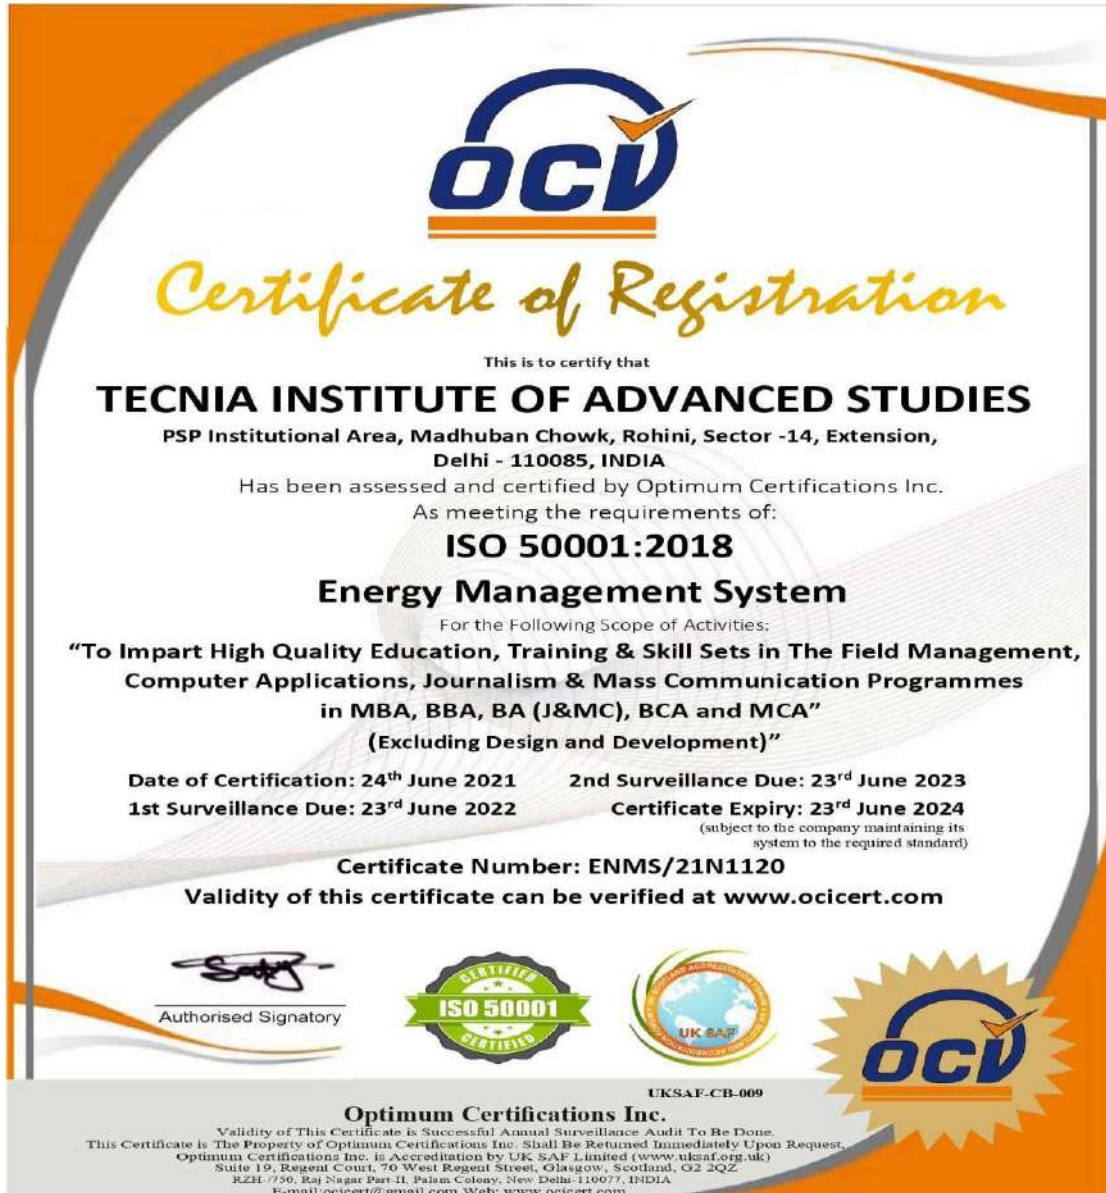 OCI
Certificate of Registration
This is to certify that
TECNIA INSTITUTE OF ADVANCED STUDIES
PSP Institutional Area, Madhuban Chowk, Rohini, Sector -14, Extension,
Delhi - 110085, INDIA
Has been assessed and certified by Optimum Certifications Inc.
As meeting the requirements of:
ISO 50001:2018
Energy Management System
For the Following Scope of Activities:
“To Impart High Quality Education, Training & Skill Sets in The Field Management,
Computer Applications, Journalism & Mass Communication Programmes
in MBA, BBA, BA (J&MC), BCA and MCA”
(Excluding Design and Development)”
Date of Certification: 24th June 2021 2nd Surveillance Due: 23rd June 2023
1st Surveillance Due: 23rd June 2022 Certificate Expiry: 23rd June 2024
(subject to the company maintaining its
system to the required standard)
Certificate Number: ENMS/21N1120
Validity of this certificate can be verified at www.ocicert.com
Authorised Signatory
CERTIFIED
ISO 50001
CERTIFIED
UK SAF
OCI
UKSAF-CB-009
Optimum Certifications Inc.
Validity of This Certificate is Successful Annual Surveillance Audit To Be Done.
This Certificate is The Property of Optimum Certifications Inc. Shall Be Returned Immediately Upon Request,
Optimum Certifications Inc. is Accreditation by UK SAF Limited (www.uksaf.org.uk)
Suite 19, Regent Court, 70 West Regent Street, Glasgow, Scotland, G2 2QZ
RZH-/750, Raj Nagar Part-II, Palam Colony, New Delhi-110077, INDIA
E-mail:ocicert@gmail.com Web: www.ocicert.com